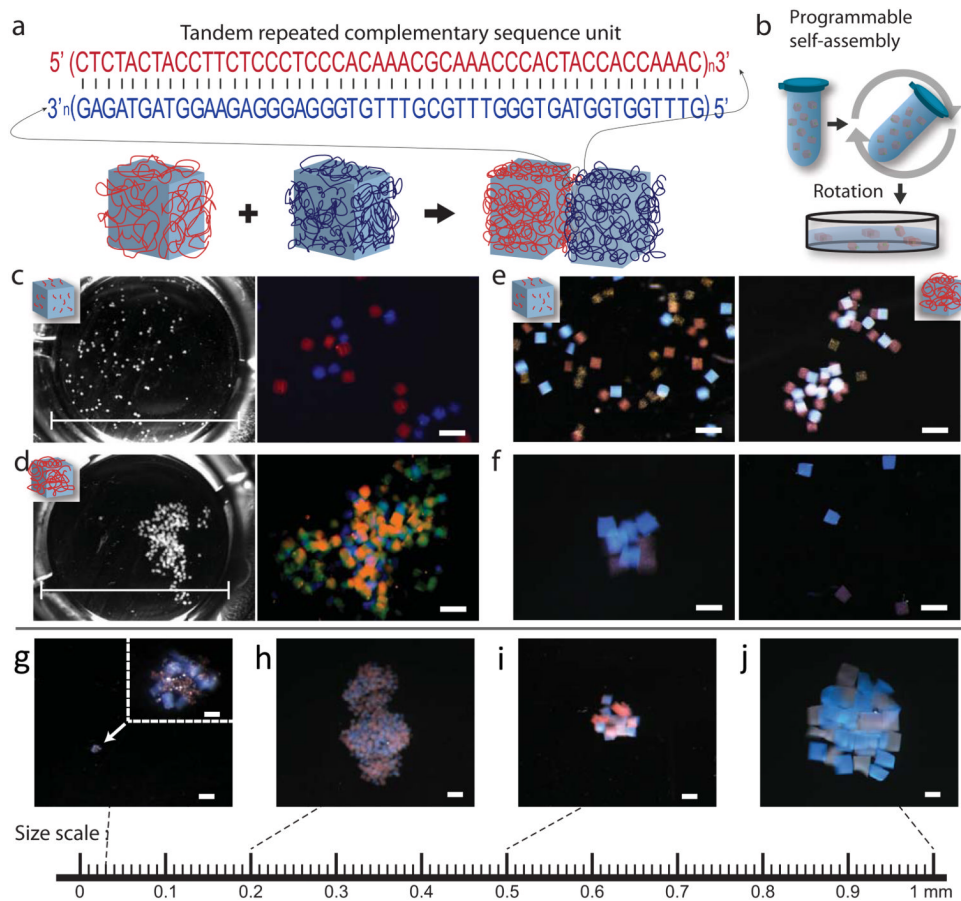 a
Tandem repeated complementary sequence unit
5' (CTCTACTACCTTCTCCCTCCCACAAACGCAAACCCACTACCACCAAAC)n3'
3'n(GAGATGATGGAAGAGGGAGGGTGTTTGCGTTTGGGTGATGGTGGTTTG) 5'
b
Programmable
self-assembly
Rotation
c
d
e
f
g
h
i
j
Size scale :
0 0.1 0.2 0.3 0.4 0.5 0.6 0.7 0.8 0.9 1 mm